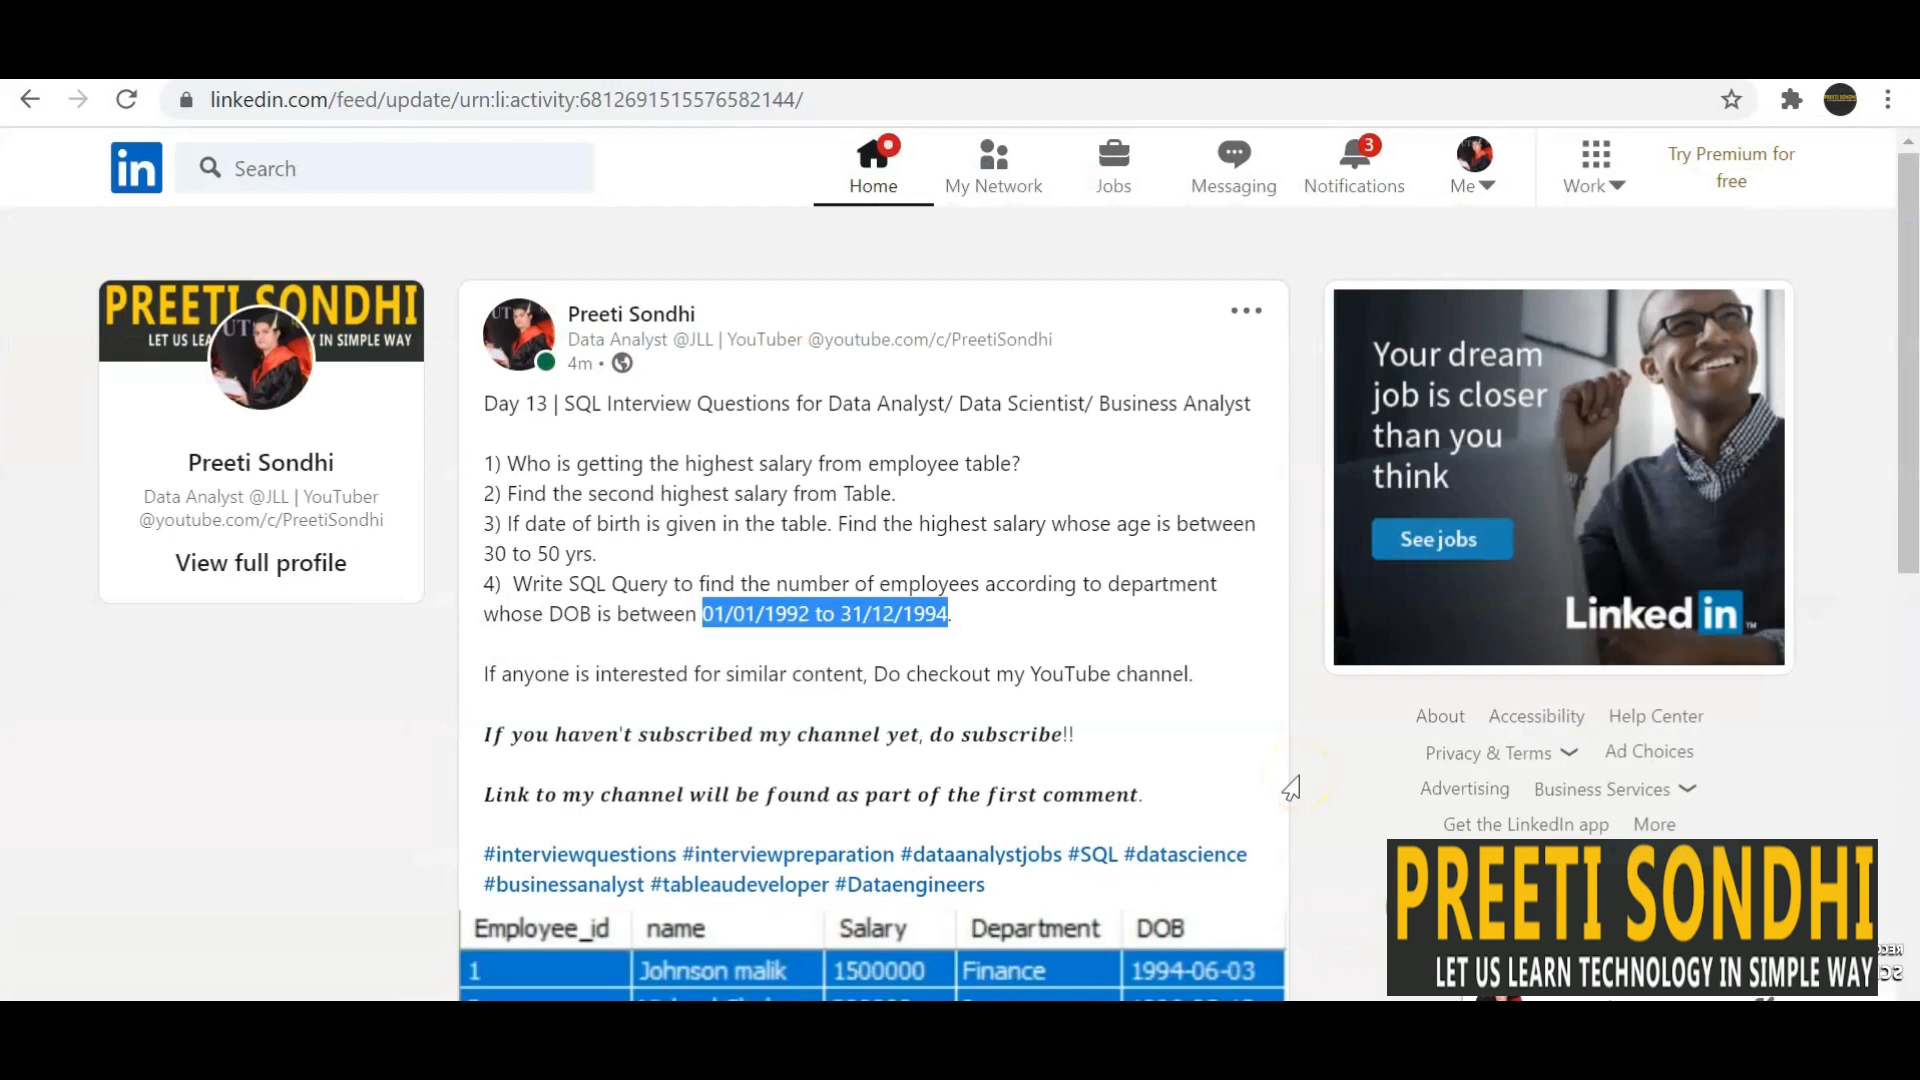 linkedin.com/feed/update/urn:li:activity:6812691515576582144/
in
Search
Home
My Network
Jobs
Messaging
3
Notifications
Me
Work
Try Premium for
free
PREETI SONDHI
LET US LEA
Y IN SIMPLE WAY
UT
Preeti Sondhi
Data Analyst @JLL | YouTuber
@youtube.com/c/PreetiSondhi
View full profile
Preeti Sondhi
Data Analyst @JLL | YouTuber @youtube.com/c/PreetiSondhi
4m •
Day 13 | SQL Interview Questions for Data Analyst/ Data Scientist/ Business Analyst
1) Who is getting the highest salary from employee table?
2) Find the second highest salary from Table.
3) If date of birth is given in the table. Find the highest salary whose age is between
30 to 50 yrs.
4)  Write SQL Query to find the number of employees according to department
whose DOB is between 01/01/1992 to 31/12/1994.
If anyone is interested for similar content, Do checkout my YouTube channel.
If you haven't subscribed my channel yet, do subscribe!!
Link to my channel will be found as part of the first comment.
#interviewquestions #interviewpreparation #dataanalystjobs #SQL #datascience
#businessanalyst #tableaudeveloper #Dataengineers
Employee_id name Salary Department DOB
1 Johnson malik 1500000 Finance 1994-06-03
Your dream
job is closer
than you
think
See jobs
Linked in
About Accessibility Help Center
Privacy & Terms Ad Choices
Advertising Business Services
Get the LinkedIn app More
PREETI SONDHI
LET US LEARN TECHNOLOGY IN SIMPLE WAY